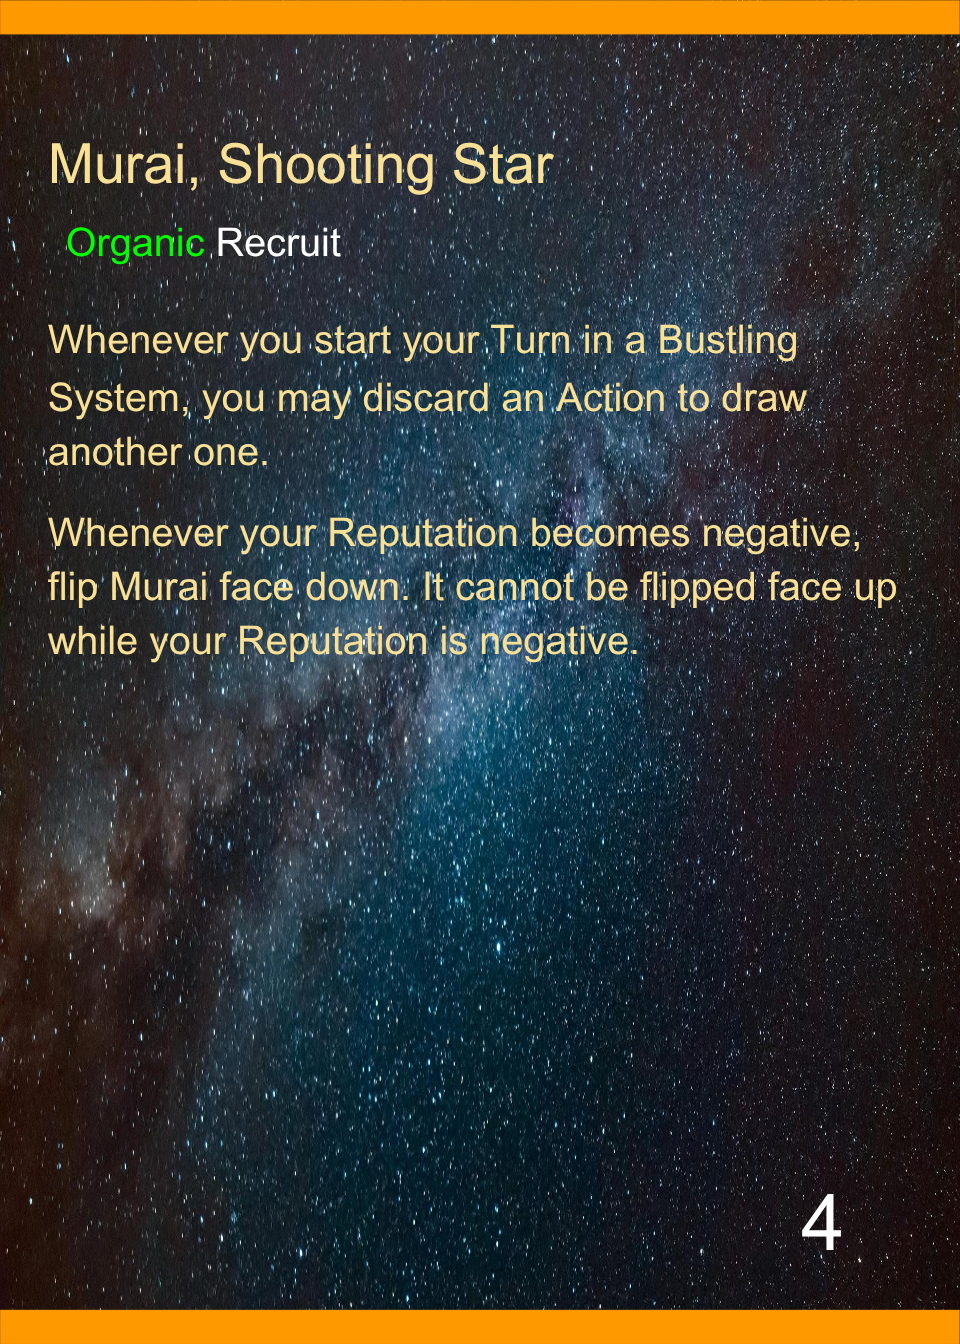 Murai, Shooting Star
Organic Recruit
Whenever you start your Turn in a Bustling
System, you may discard an Action to draw
another one.
Whenever your Reputation becomes negative,
flip Murai face down. It cannot be flipped face up
while your Reputation is negative.
4